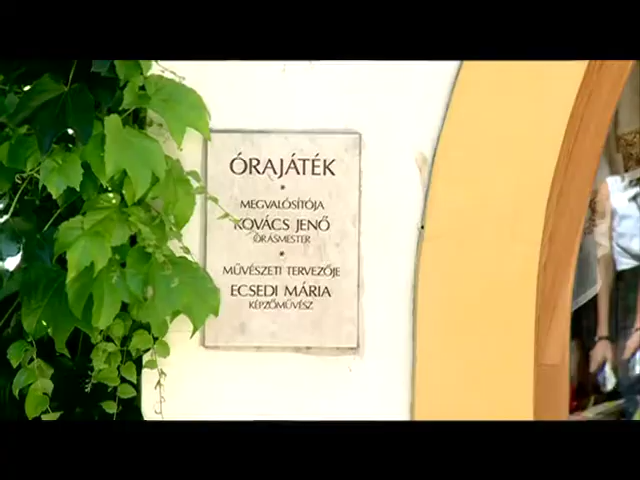 ÓRAJÁTÉK
MEGVALÓSÍTÓJA
KOVÁCS JENŐ
ÓRÁSMESTER
MŰVÉSZETI TERVEZŐJE
ECSEDI MÁRIA
KÉPZŐMŰVÉSZ